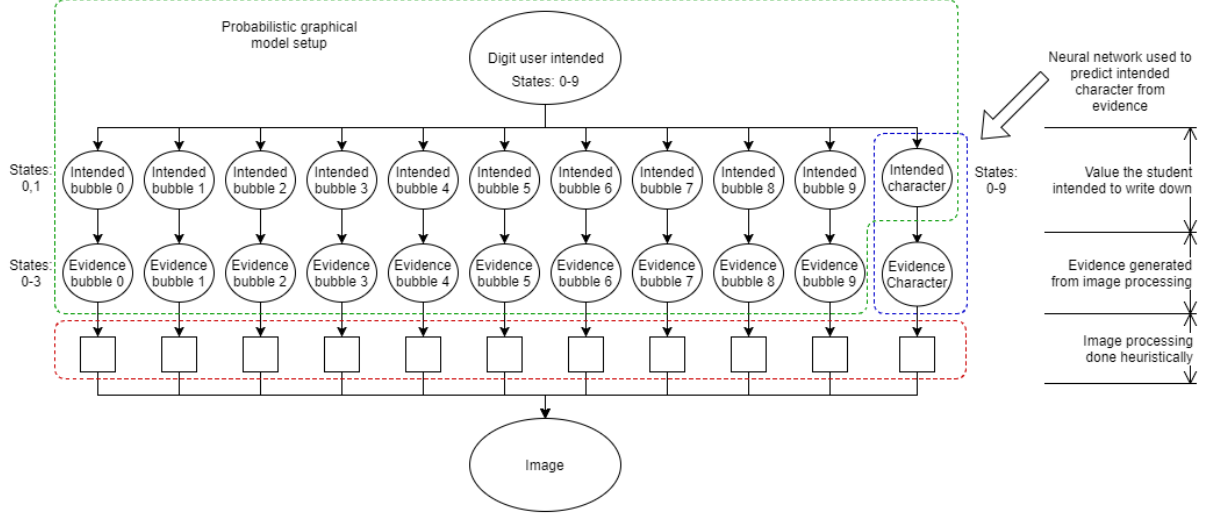 Probabilistic graphical
model setup
Digit user intended
States: 0-9
Neural network used to
predict intended
character from
evidence
States:
0,1
Intended
bubble 0
Intended
bubble 1
Intended
bubble 2
Intended
bubble 3
Intended
bubble 4
Intended
bubble 5
Intended
bubble 6
Intended
bubble 7
Intended
bubble 8
Intended
bubble 9
Intended
character
States:
0-9
Value the student
intended to write down
States:
0-3
Evidence
bubble 0
Evidence
bubble 1
Evidence
bubble 2
Evidence
bubble 3
Evidence
bubble 4
Evidence
bubble 5
Evidence
bubble 6
Evidence
bubble 7
Evidence
bubble 8
Evidence
bubble 9
Evidence
Character
Evidence generated
from image processing
Image processing
done heuristically
Image